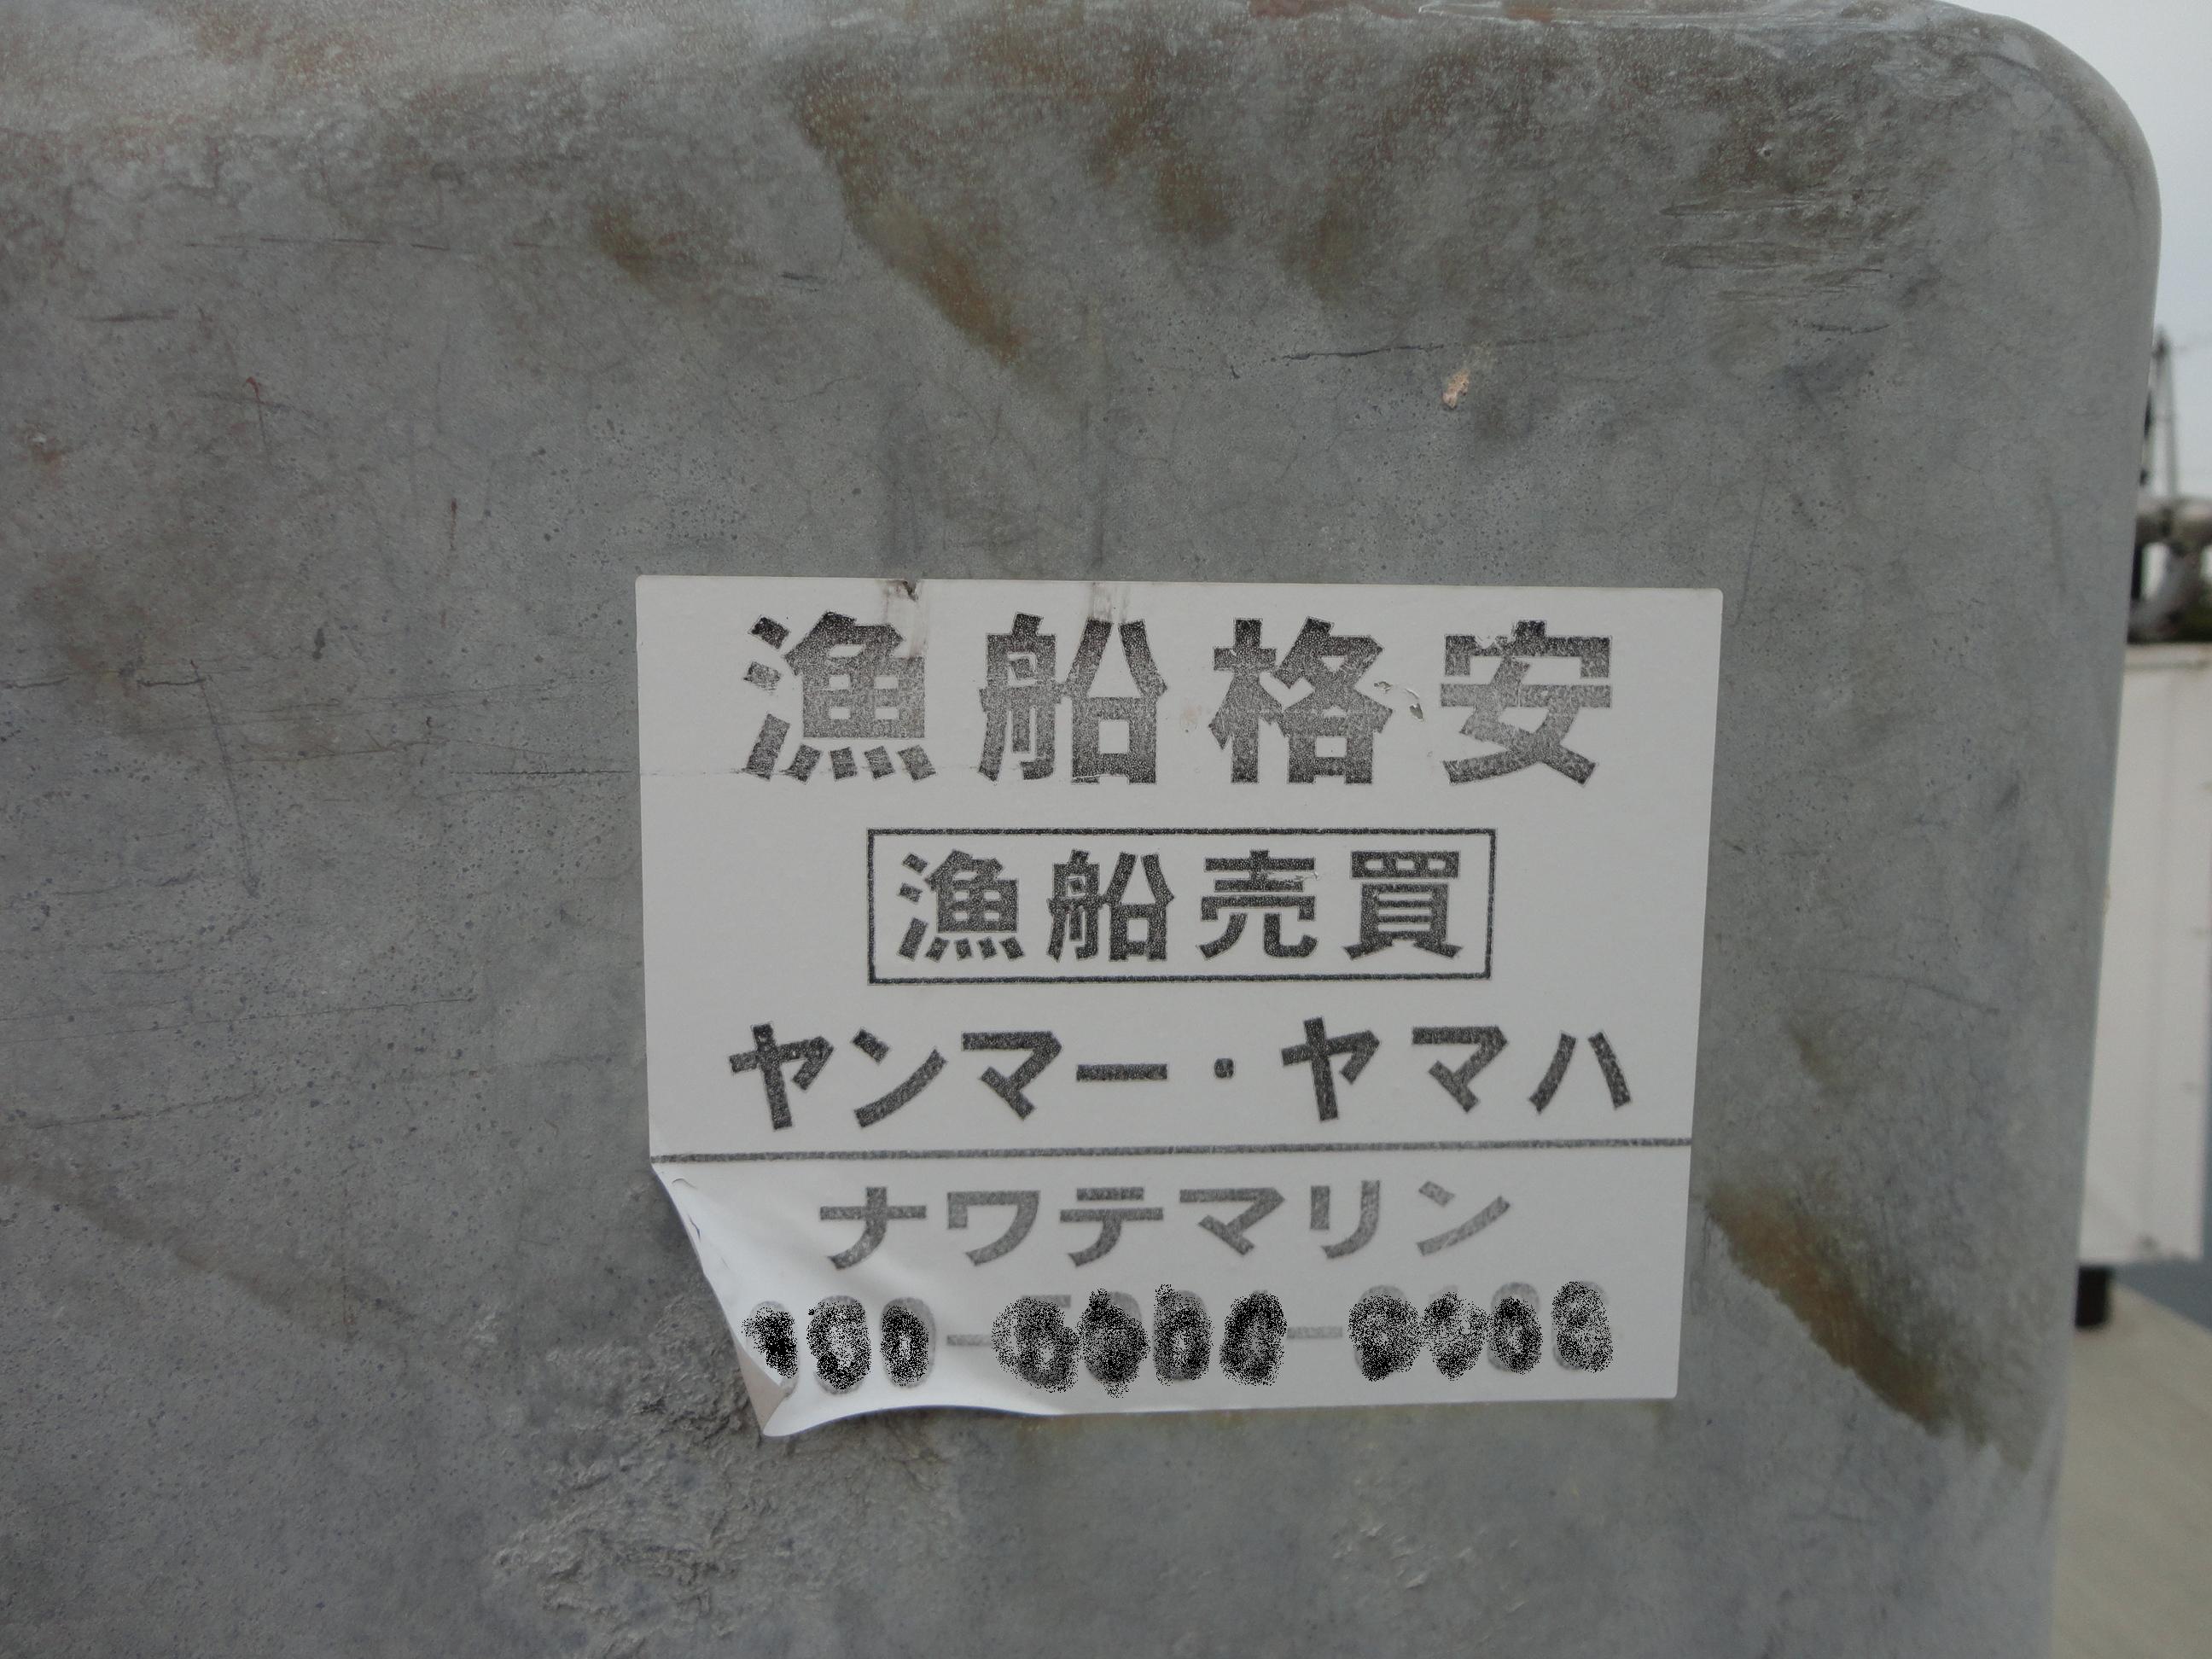 漁船格安
漁船売買
ヤンマー・ヤマハ
ナワテマリン